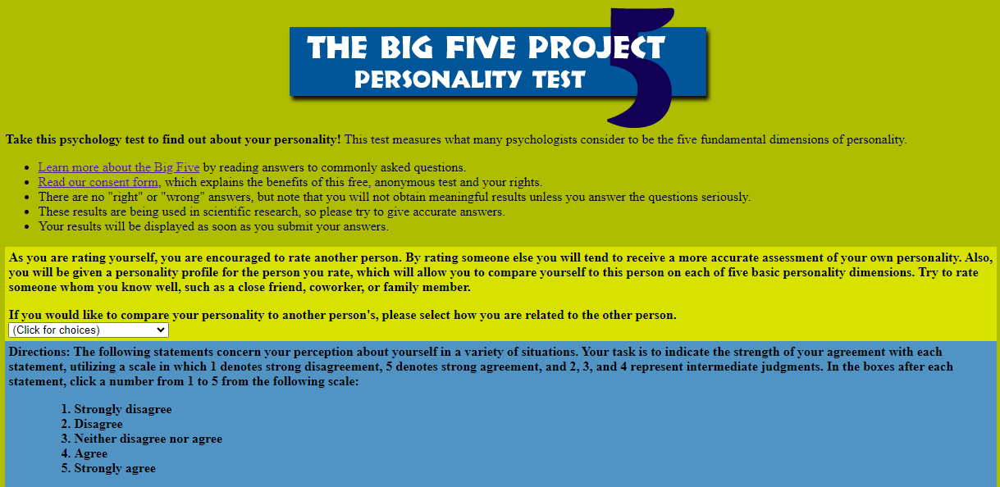 THE BIG FIVE PROJECT
PERSONALITY TEST
5
Take this psychology test to find out about your personality! This test measures what many psychologists consider to be the five fundamental dimensions of personality.
• Learn more about the Big Five by reading answers to commonly asked questions.
• Read our consent form, which explains the benefits of this free, anonymous test and your rights.
• There are no "right" or "wrong" answers, but note that you will not obtain meaningful results unless you answer the questions seriously.
• These results are being used in scientific research, so please try to give accurate answers.
• Your results will be displayed as soon as you submit your answers.
As you are rating yourself, you are encouraged to rate another person. By rating someone else you will tend to receive a more accurate assessment of your own personality. Also,
you will be given a personality profile for the person you rate, which will allow you to compare yourself to this person on each of five basic personality dimensions. Try to rate
someone whom you know well, such as a close friend, coworker, or family member.
If you would like to compare your personality to another person's, please select how you are related to the other person.
(Click for choices)
Directions: The following statements concern your perception about yourself in a variety of situations. Your task is to indicate the strength of your agreement with each
statement, utilizing a scale in which 1 denotes strong disagreement, 5 denotes strong agreement, and 2, 3, and 4 represent intermediate judgments. In the boxes after each
statement, click a number from 1 to 5 from the following scale:
1. Strongly disagree
2. Disagree
3. Neither disagree nor agree
4. Agree
5. Strongly agree